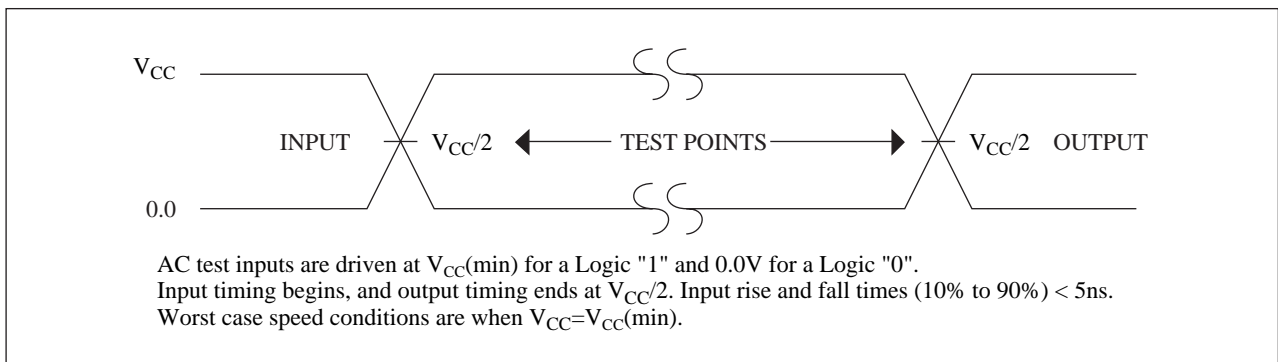 VCC
INPUT VCC/2 TEST POINTS VCC/2 OUTPUT
0.0
AC test inputs are driven at VCC(min) for a Logic "1" and 0.0V for a Logic "0".
Input timing begins, and output timing ends at VCC/2. Input rise and fall times (10% to 90%) < 5ns.
Worst case speed conditions are when VCC=VCC(min).